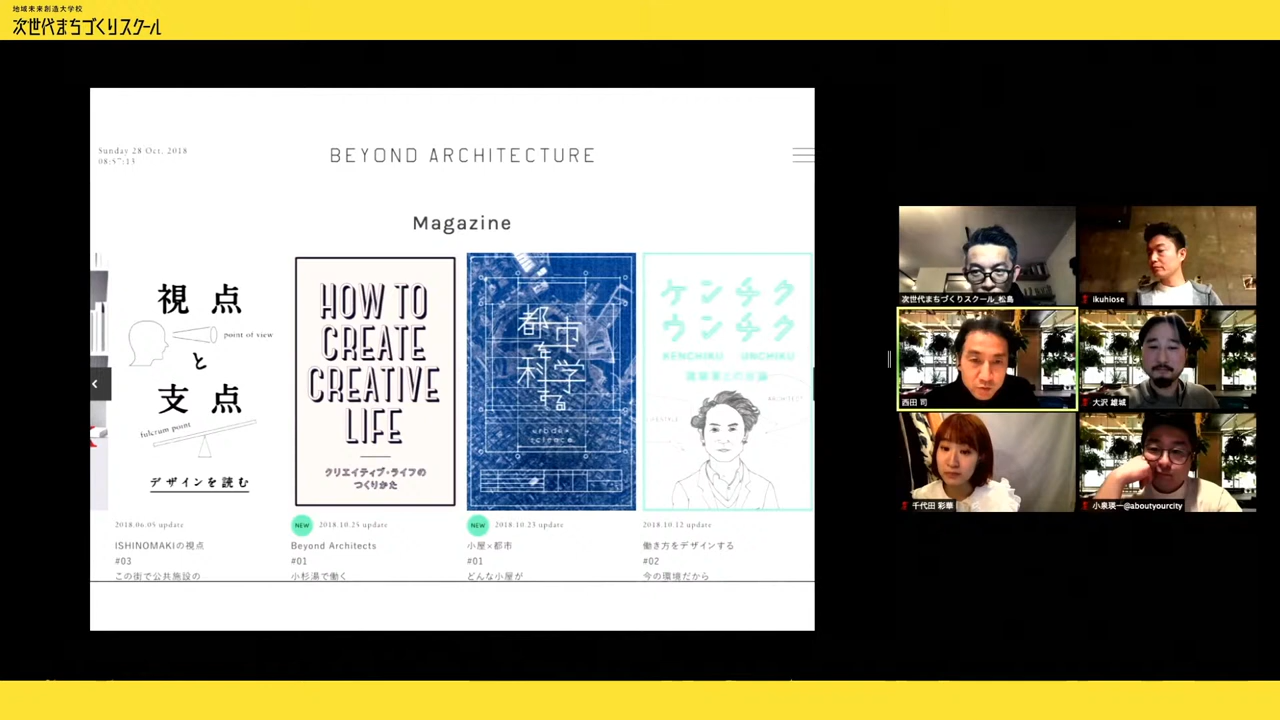 地域未来創造大学校
次世代まちづくりスクール
Sunday 28 Oct, 2018
08:57:13
BEYOND ARCHITECTURE
Magazine
視点
point of view
と
支点
fulcrum point
デザインを読む
2018.06.05 update
ISHINOMAKIの視点
#03
この街で公共施設の
HOW TO
CREATE
CREATIVE
LIFE
クリエイティブ・ライフの
つくりかた
NEW 2018.10.25 update
Beyond Architects
#01
小杉湯で働く
都市を科学する
urban×
science
NEW 2018.10.23 update
小屋×都市
#01
どんな小屋が
ケンチク
ウンチク
KENCHIKU UNCHIKU
建築家との対論
ARCHITECT
2018.10.12 update
働き方をデザインする
#02
今の環境だから
次世代まちづくりスクール_松島
ikuhiose
西田 司
大沢 雄城
千代田 彩華
小泉瑛一@aboutyourcity